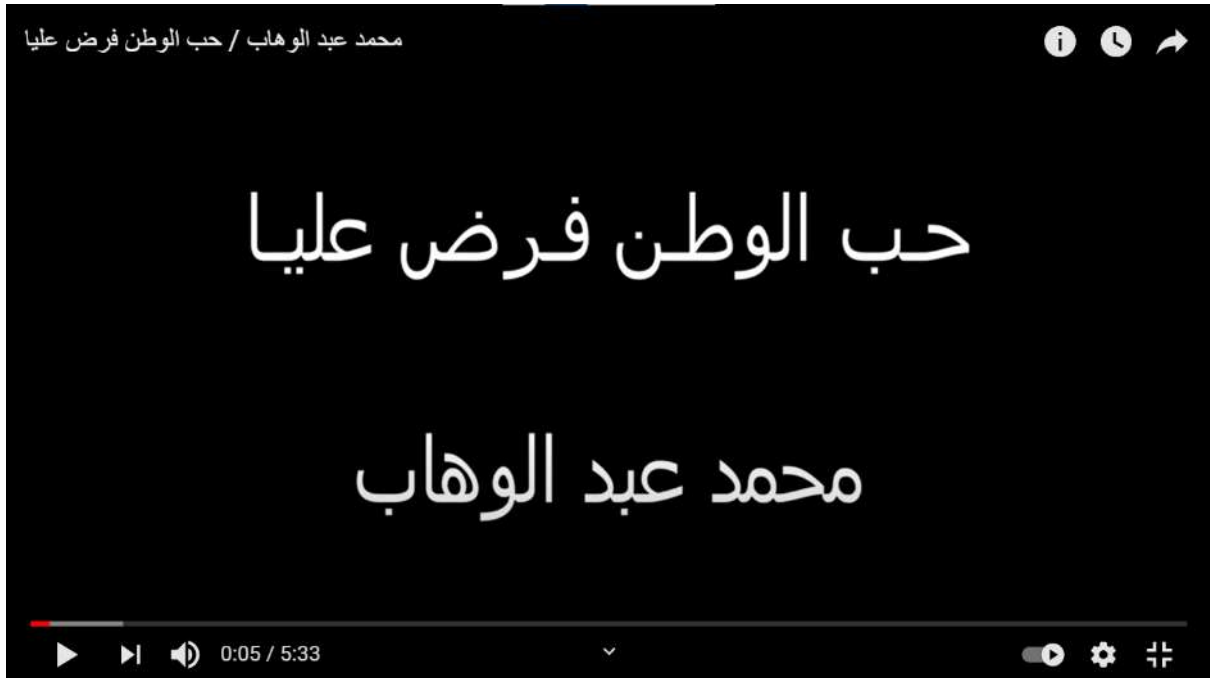 محمد عبد الوهاب / حب الوطن فرض عليا
حب الوطن فرض عليا
محمد عبد الوهاب
0:05 / 5:33